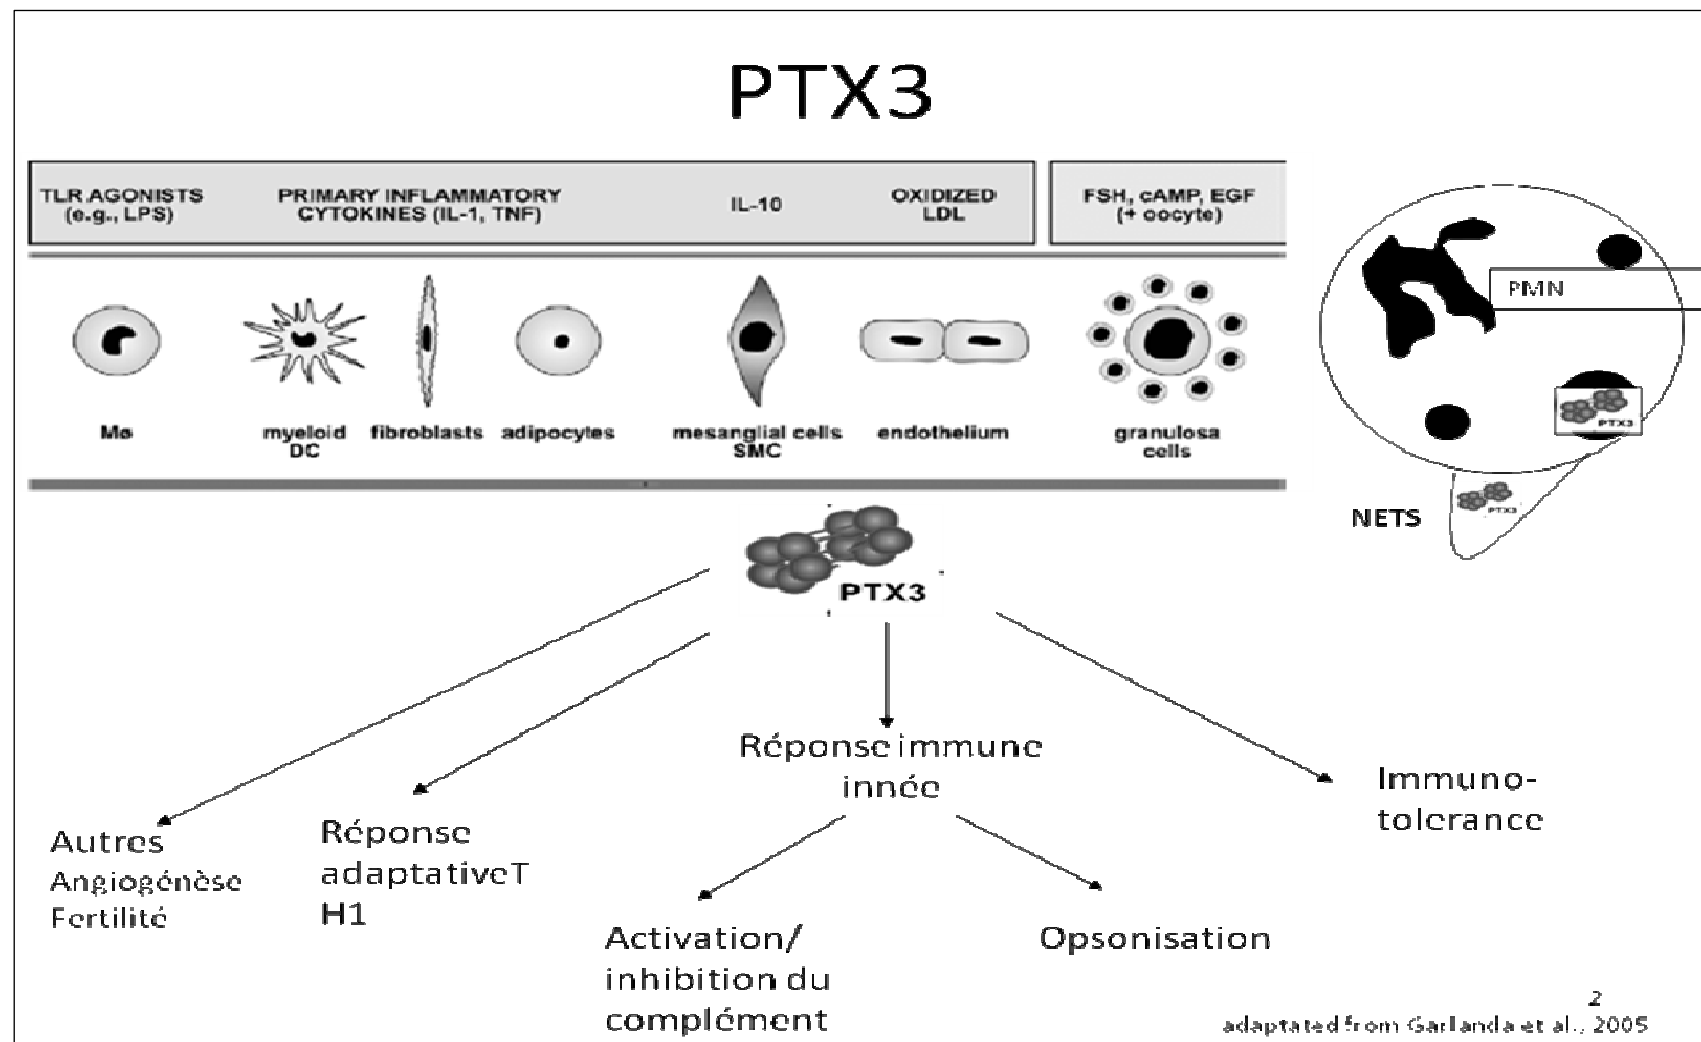 PTX3
TLR AGONISTS
(e.g., LPS)
PRIMARY INFLAMMATORY
CYTOKINES (IL-1, TNF)
IL-10
OXIDIZED
LDL
FSH, cAMP, EGF
(+ oocyte)
PMN
PTX3
Mø
myeloid
DC
fibroblasts
adipocytes
mesanglial cells
SMC
endothelium
granulosa
cells
NETS
PTX3
PTX3
Réponse immune
innée
Immuno-
tolerance
Autres
Angiogénèse
Fertilité
Réponse
adaptative T
H1
Activation/
inhibition du
complément
Opsonisation
2
adaptated from Garlanda et al., 2005